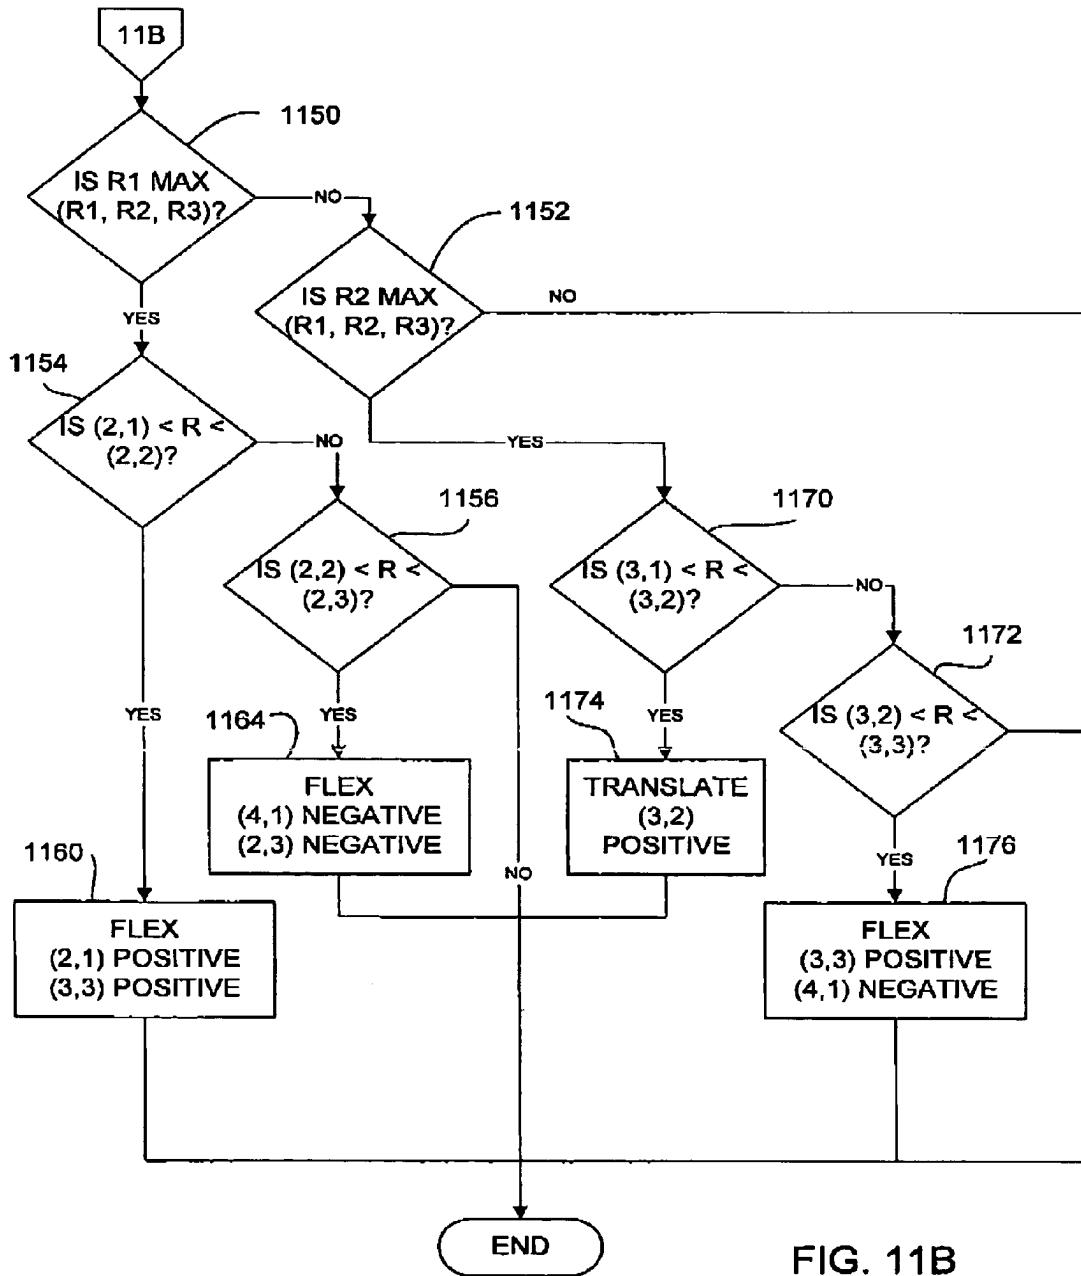 11B
1150
IS R1 MAX
(R1, R2, R3)?
NO
1152
IS R2 MAX
(R1, R2, R3)?
NO
YES
1154
IS (2,1) < R <
(2,2)?
NO
YES
1156
IS (2,2) < R <
(2,3)?
1170
IS (3,1) < R <
(3,2)?
NO
1172
IS (3,2) < R <
(3,3)?
YES
YES
1164
FLEX
(4,1) NEGATIVE
(2,3) NEGATIVE
YES
1174
TRANSLATE
(3,2)
POSITIVE
NO
YES
1160
FLEX
(2,1) POSITIVE
(3,3) POSITIVE
1176
FLEX
(3,3) POSITIVE
(4,1) NEGATIVE
END
FIG. 11B